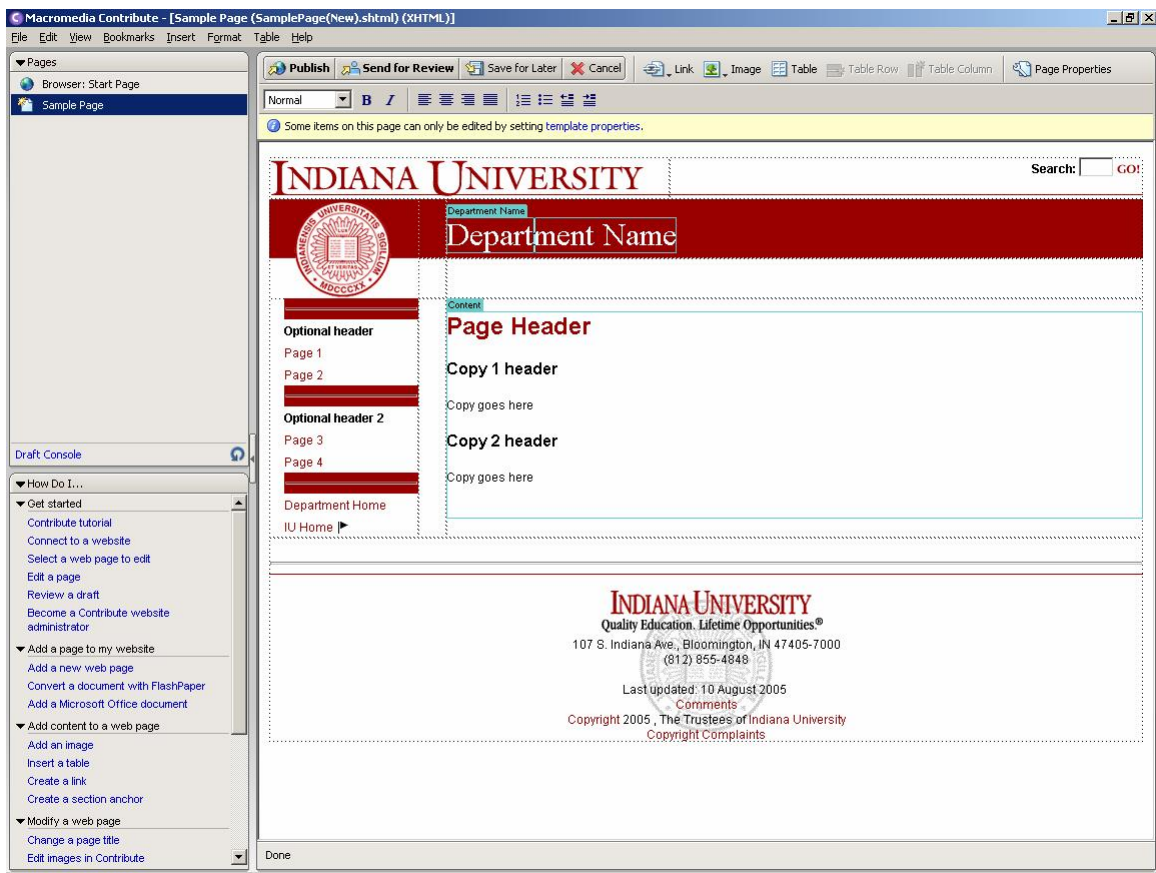 Macromedia Contribute - [Sample Page (SamplePage(New).shtml) (XHTML)]
File Edit View Bookmarks Insert Format Table Help
Pages
Browser: Start Page
Sample Page
Draft Console
How Do I...
Get started
Contribute tutorial
Connect to a website
Select a web page to edit
Edit a page
Review a draft
Become a Contribute website
administrator
Add a page to my website
Add a new web page
Convert a document with FlashPaper
Add a Microsoft Office document
Add content to a web page
Add an image
Insert a table
Create a link
Create a section anchor
Modify a web page
Change a page title
Edit images in Contribute
Publish Send for Review Save for Later Cancel Link Image Table Table Row Table Column Page Properties
Normal B I
Some items on this page can only be edited by setting template properties.
INDIANA UNIVERSITY
Search: GO!
UNIVERSITATIS
SIGILLUM
MDCCCXX
Department Name
Department Name
Optional header
Page 1
Page 2
Optional header 2
Page 3
Page 4
Department Home
IU Home
Content
Page Header
Copy 1 header
Copy goes here
Copy 2 header
Copy goes here
INDIANA UNIVERSITY
Quality Education. Lifetime Opportunities.®
107 S. Indiana Ave., Bloomington, IN 47405-7000
(812) 855-4848
Last updated: 10 August 2005
Comments
Copyright 2005 , The Trustees of Indiana University
Copyright Complaints
Done